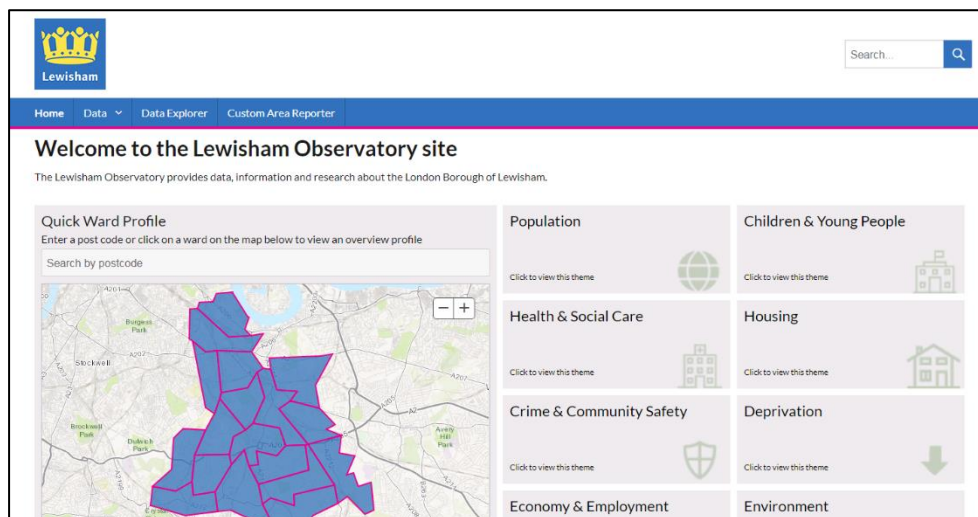 Lewisham
Search...
Home
Data
Data Explorer
Custom Area Reporter
Welcome to the Lewisham Observatory site
The Lewisham Observatory provides data, information and research about the London Borough of Lewisham.
Quick Ward Profile
Enter a post code or click on a ward on the map below to view an overview profile
Search by postcode
Burgess
Park
A202
Stockwell
A207
A2
Brockwell
Park
Dulwich
Park
Avery
Hill
Park
Population
Click to view this theme
Children & Young People
Click to view this theme
Health & Social Care
Click to view this theme
Housing
Click to view this theme
Crime & Community Safety
Click to view this theme
Deprivation
Click to view this theme
Economy & Employment
Environment